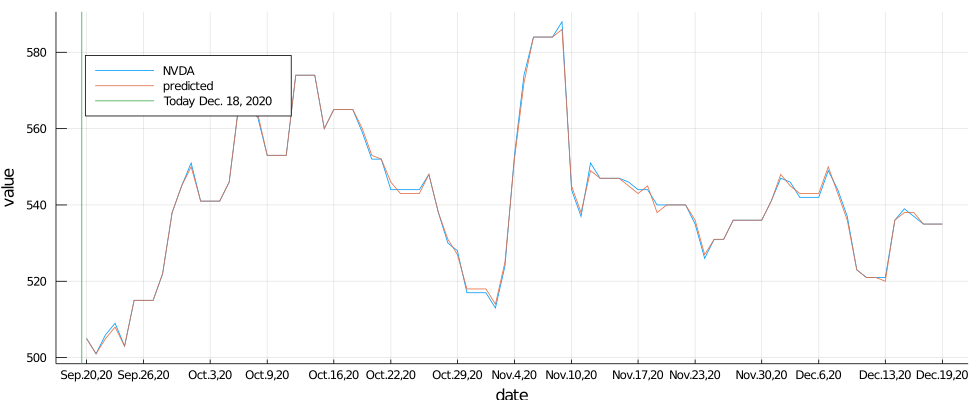 580
560
540
520
500
value
NVDA
predicted
Today Dec. 18, 2020
Sep.20,20 Sep.26,20 Oct.3,20 Oct.9,20 Oct.16,20 Oct.22,20 Oct.29,20 Nov.4,20 Nov.10,20 Nov.17,20 Nov.23,20 Nov.30,20 Dec.6,20 Dec.13,20 Dec.19,20
date